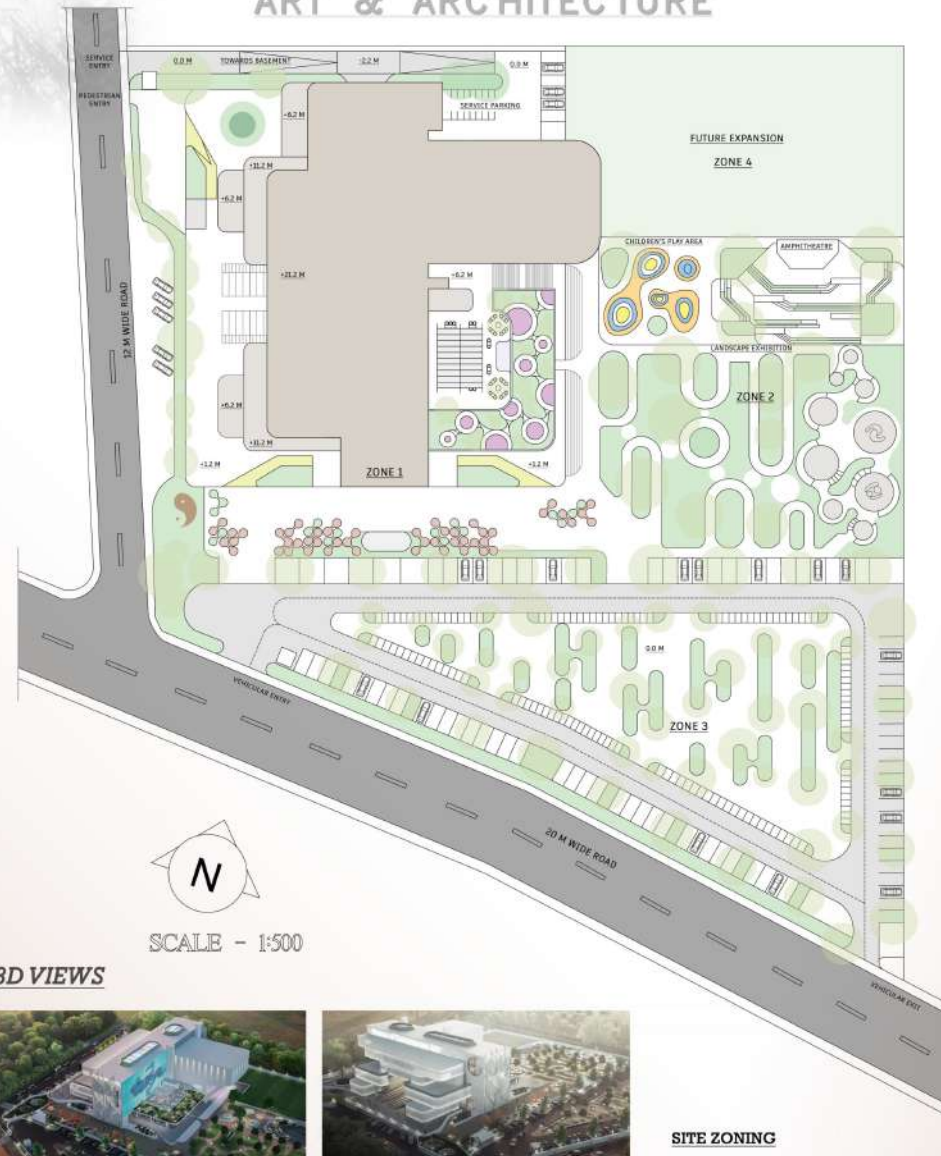 ART & ARCHITECTURE
SERVICE
ENTRY
0.0 M
TOWARDS BASEMENT
-2.2 M
0.0 M
PEDESTRIAN
ENTRY
SERVICE PARKING
+6.2 M
FUTURE EXPANSION
ZONE 4
+11.2 M
+6.2 M
CHILDREN'S PLAY AREA
AMPHITHEATRE
+21.2 M
+6.2 M
12 M WIDE ROAD
LANDSCAPE EXHIBITION
ZONE 2
+6.2 M
+11.2 M
+1.2 M
ZONE 1
+1.2 M
0.0 M
VEHICULAR ENTRY
ZONE 3
20 M WIDE ROAD
N
SCALE - 1:500
3D VIEWS
VEHICULAR EXIT
SITE ZONING